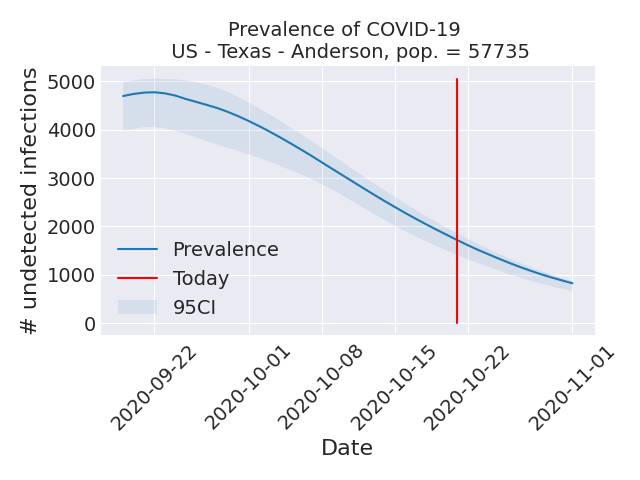 Prevalence of COVID-19
US - Texas - Anderson, pop. = 57735
# undetected infections
5000
4000
3000
2000
1000
0
Prevalence
Today
95CI
2020-09-22
2020-10-01
2020-10-08
2020-10-15
2020-10-22
2020-11-01
Date